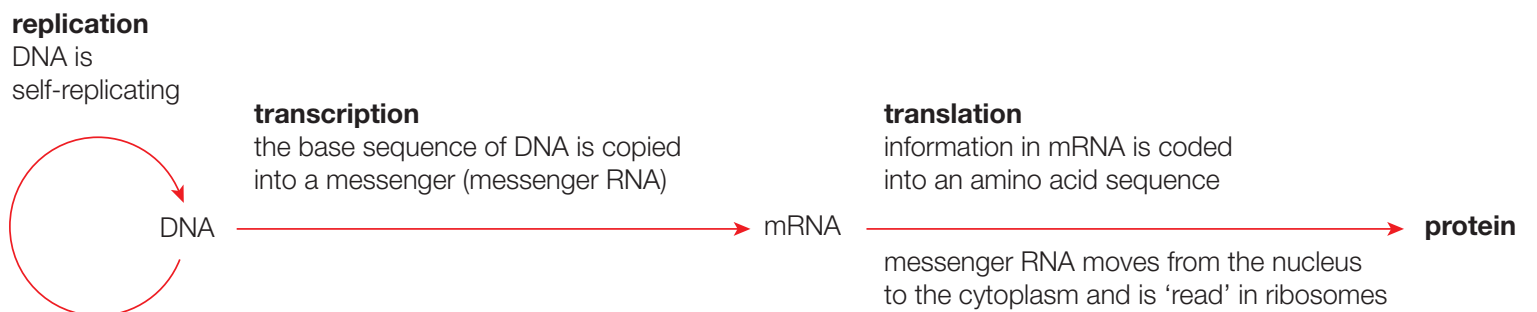 replication
DNA is
self-replicating
transcription
the base sequence of DNA is copied
into a messenger (messenger RNA)
translation
information in mRNA is coded
into an amino acid sequence
DNA
mRNA
protein
messenger RNA moves from the nucleus
to the cytoplasm and is ‘read’ in ribosomes